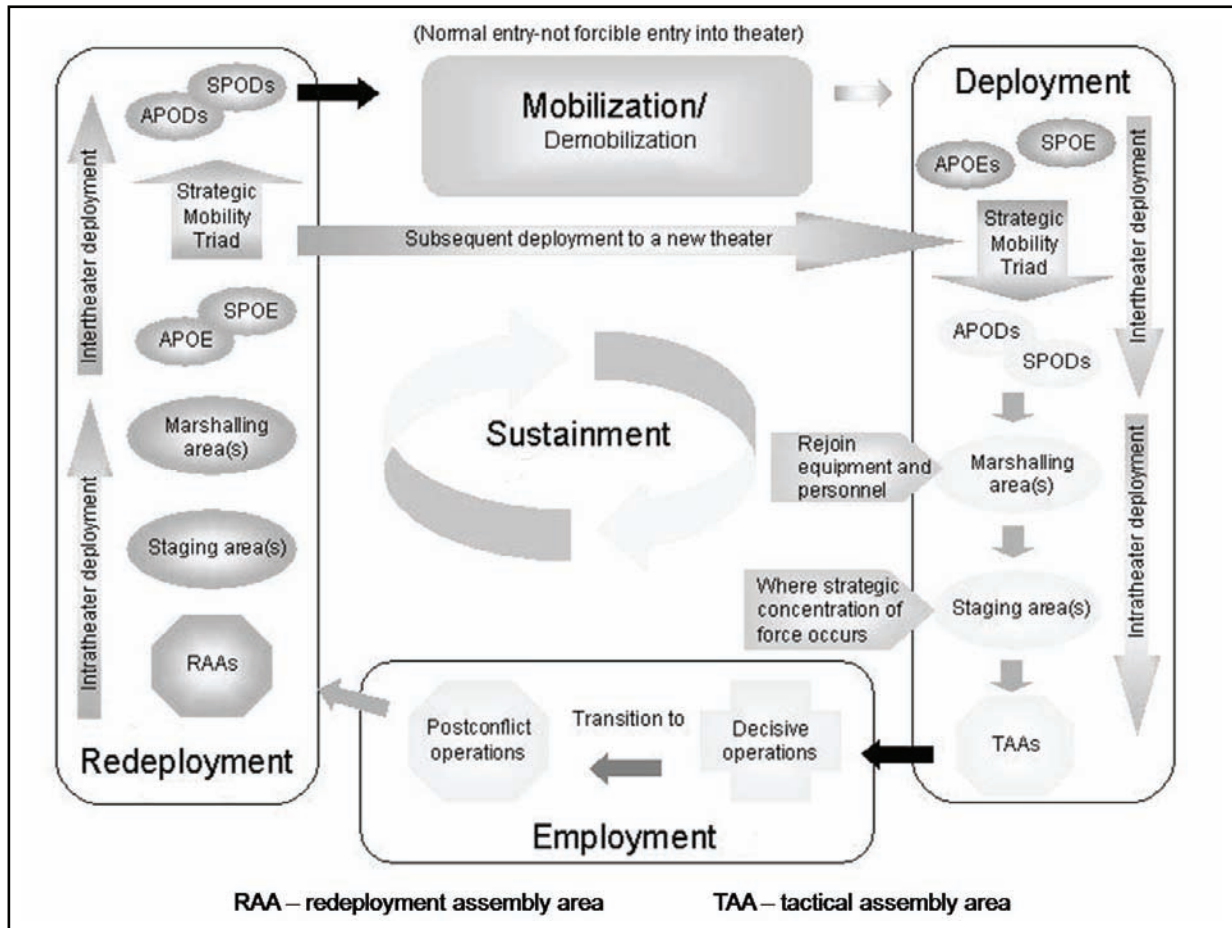 (Normal entry-not forcible entry into theater)
Mobilization/
Demobilization
Deployment
SPODs
APODs
Strategic
Mobility
Triad
Intertheater deployment
SPOE
APOE
Marshalling
area(s)
Staging area(s)
Intratheater deployment
RAAs
Redeployment
Subsequent deployment to a new theater
SPOE
APOEs
Strategic
Mobility
Triad
Intertheater deployment
APODs
SPODs
Sustainment
Rejoin
equipment and
personnel
Marshalling
area(s)
Where strategic
concentration of
force occurs
Staging area(s)
Intratheater deployment
TAAs
Postconflict
operations
Transition to
Decisive
operations
Employment
RAA – redeployment assembly area
TAA – tactical assembly area